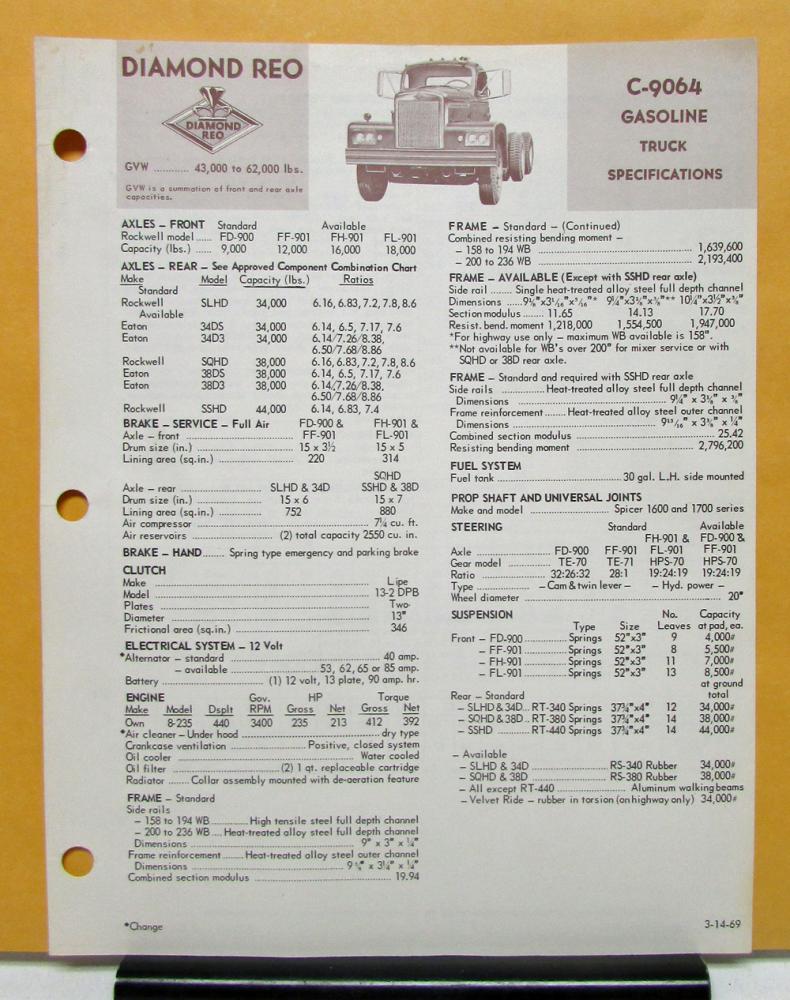 DIAMOND REO
DIAMOND
REO
GVW ........... 43,000 to 62,000 lbs.
GVW is a summation of front and rear axle
capacities.
C-9064
GASOLINE
TRUCK
SPECIFICATIONS
AXLES – FRONT Standard Available
Rockwell model ...... FD-900 FF-901 FH-901 FL-901
Capacity (lbs.) ...... 9,000 12,000 16,000 18,000
AXLES – REAR – See Approved Component Combination Chart
Make Model Capacity (lbs.) Ratios
Standard
Rockwell SLHD 34,000 6.16, 6.83, 7.2, 7.8, 8.6
Available
Eaton 34DS 34,000 6.14, 6.5, 7.17, 7.6
Eaton 34D3 34,000 6.14/7.26/8.38,
6.50/7.68/8.86
Rockwell SQHD 38,000 6.16, 6.83, 7.2, 7.8, 8.6
Eaton 38DS 38,000 6.14, 6.5, 7.17, 7.6
Eaton 38D3 38,000 6.14/7.26/8.38,
6.50/7.68/8.86
Rockwell SSHD 44,000 6.14, 6.83, 7.4
BRAKE – SERVICE – Full Air FD-900 & FH-901 &
Axle – front ........ FF-901 FL-901
Drum size (in.) ........ 15 x 3½ 15 x 5
Lining area (sq.in.) ........ 220 314
SQHD
Axle – rear ........ SLHD & 34D SSHD & 38D
Drum size (in.) ........ 15 x 6 15 x 7
Lining area (sq.in.) ........ 752 880
Air compressor ........ 7¼ cu. ft.
Air reservoirs ........ (2) total capacity 2550 cu. in.
BRAKE – HAND....... Spring type emergency and parking brake
CLUTCH
Make ........ Lipe
Model ........ 13-2 DPB
Plates ........ Two
Diameter ........ 13"
Frictional area (sq.in.) ........ 346
ELECTRICAL SYSTEM – 12 Volt
*Alternator – standard ........ 40 amp.
– available ........ 53, 62, 65 or 85 amp.
Battery ........ (1) 12 volt, 13 plate, 90 amp. hr.
ENGINE Gov. HP Torque
Make Model Dsplt RPM Gross Net Gross Net
Own 8-235 440 3400 235 213 412 392
*Air cleaner – Under hood ........ dry type
Crankcase ventilation ........ Positive, closed system
Oil cooler ........ Water cooled
Oil filter ........ (2) 1 qt. replaceable cartridge
Radiator ........ Collar assembly mounted with de-aeration feature
FRAME – Standard
Side rails
– 158 to 194 WB ........ High tensile steel full depth channel
– 200 to 236 WB .... Heat-treated alloy steel full depth channel
Dimensions ........ 9" x 3" x ¼"
Frame reinforcement ....... Heat-treated alloy steel outer channel
Dimensions ........ x 3¼" x ¼"
Combined section modulus ........ 19.94
*Change
FRAME – Standard – (Continued)
Combined resisting bending moment –
– 158 to 194 WB ........ 1,639,600
– 200 to 236 WB ........ 2,193,400
FRAME – AVAILABLE (Except with SSHD rear axle)
Side rail ....... Single heat-treated alloy steel full depth channel
Dimensions ......
Section modulus ....... 11.65 14.13 17.70
Resist. bend. moment 1,218,000 1,554,500 1,947,000
*For highway use only – maximum WB available is 158".
**Not available for WB's over 200" for mixer service or with
SQHD or 38D rear axle.
FRAME – Standard and required with SSHD rear axle
Side rails ........ Heat-treated alloy steel full depth channel
Dimensions ........ 9¼" x 3⅜" x ⅜"
Frame reinforcement ...... Heat-treated alloy steel outer channel
Dimensions ........ 9¹³/₁₆" x 3⅜" x ¼"
Combined section modulus ........ 25.42
Resisting bending moment ........ 2,796,200
FUEL SYSTEM
Fuel tank ........ 30 gal. L.H. side mounted
PROP SHAFT AND UNIVERSAL JOINTS
Make and model ........ Spicer 1600 and 1700 series
STEERING Standard Available
FH-901 & FD-900 &
Axle ........ FD-900 FF-901 FL-901 FF-901
Gear model ........ TE-70 TE-71 HPS-70 HPS-70
Ratio ........ 32:26:32 28:1 19:24:19 19:24:19
Type ........ – Cam & twin lever – – Hyd. power –
Wheel diameter ........ 20"
SUSPENSION No. Capacity
Type Size Leaves at pad, ea.
Front – FD-900 ........ Springs 52"x3" 9 4,000#
– FF-901 ........ Springs 52"x3" 8 5,500#
– FH-901 ........ Springs 52"x3" 11 7,000#
– FL-901 ........ Springs 52"x3" 13 8,500#
at ground
Rear – Standard total
– SLHD & 34D.. RT-340 Springs 37¾"x4" 12 34,000#
– SQHD & 38D.. RT-380 Springs 37¾"x4" 14 38,000#
– SSHD ........ RT-440 Springs 37¾"x4" 14 44,000#
– Available
– SLHD & 34D ........ RS-340 Rubber 34,000#
– SQHD & 38D ........ RS-380 Rubber 38,000#
– All except RT-440 ........ Aluminum walking beams
– Velvet Ride – rubber in torsion (on highway only) 34,000#
3-14-69